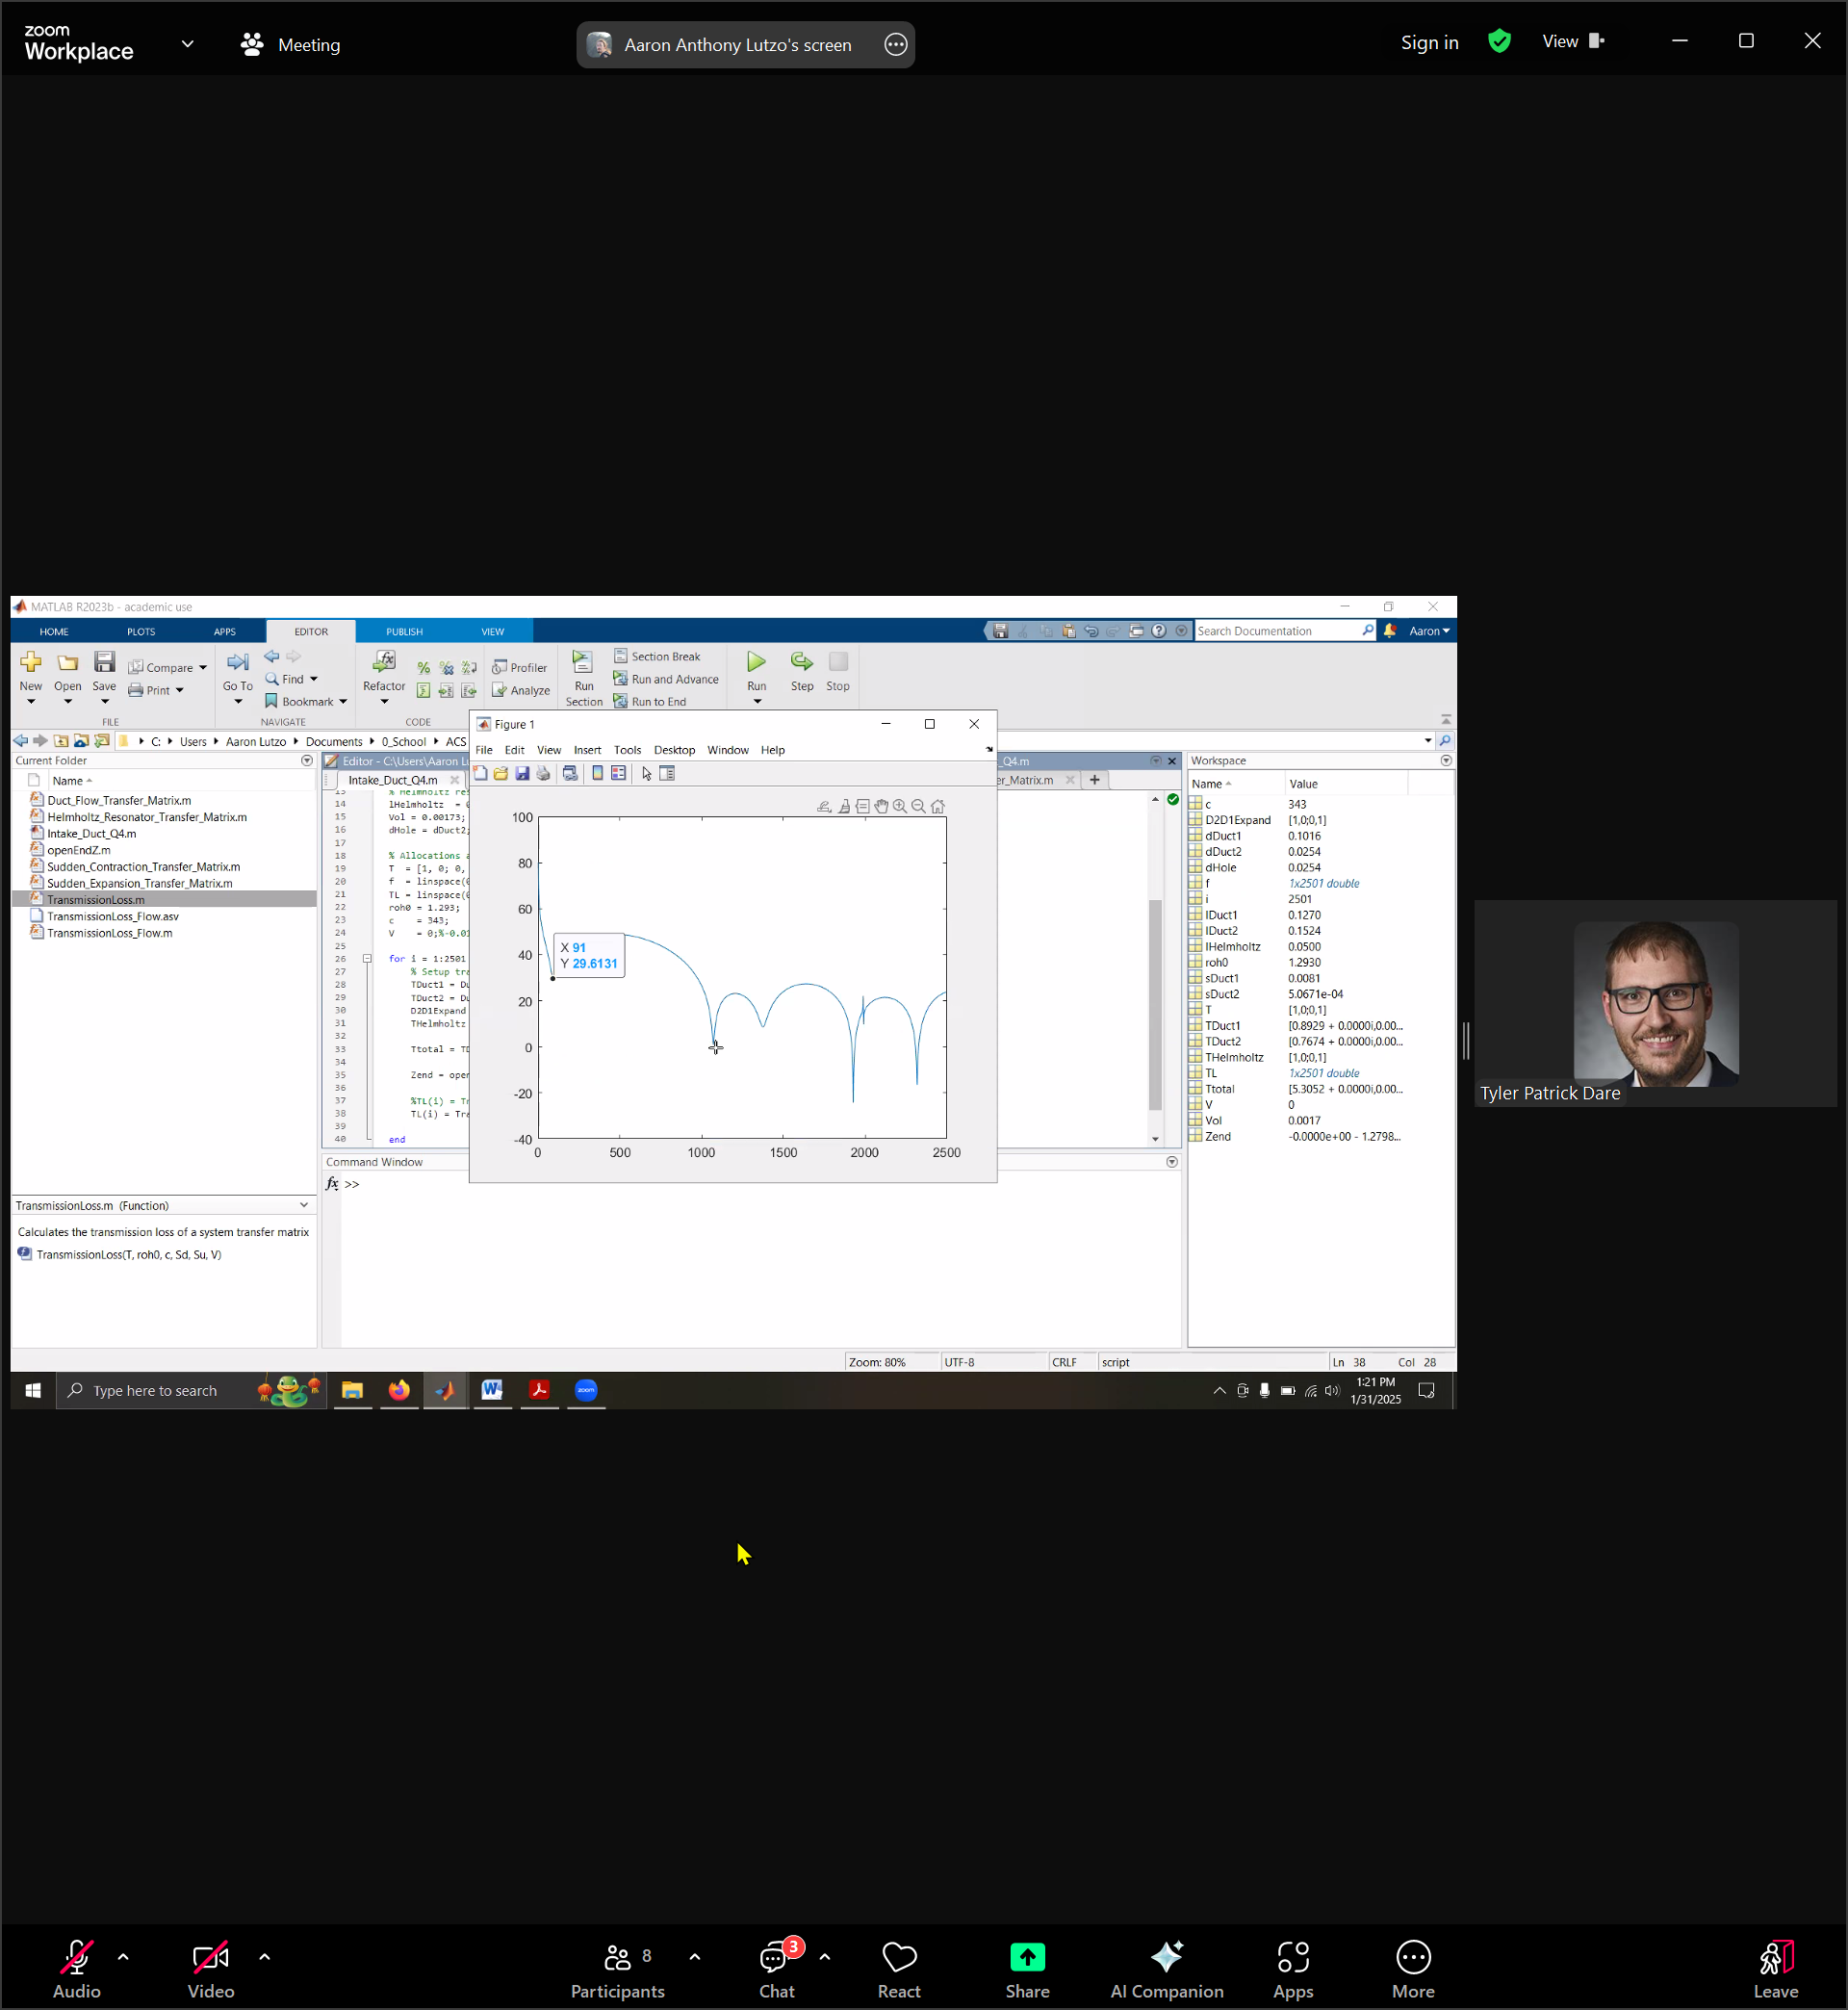 zoom
Workplace
Meeting
Aaron Anthony Lutzo's screen
Sign in
View
MATLAB R2023b - academic use
HOME PLOTS APPS EDITOR PUBLISH VIEW
Search Documentation
Aaron
New Open Save
Compare
Print
Go To
Find
Bookmark
Refactor
Profiler
Analyze
Run
Section
Section Break
Run and Advance
Run to End
Run Step Stop
FILE NAVIGATE CODE
C: Users Aaron Lutzo Documents 0_School ACS
Current Folder
Name
Duct_Flow_Transfer_Matrix.m
Helmholtz_Resonator_Transfer_Matrix.m
Intake_Duct_Q4.m
openEndZ.m
Sudden_Contraction_Transfer_Matrix.m
Sudden_Expansion_Transfer_Matrix.m
TransmissionLoss.m
TransmissionLoss_Flow.asv
TransmissionLoss_Flow.m
TransmissionLoss.m (Function)
Calculates the transmission loss of a system transfer matrix
TransmissionLoss(T, roh0, c, Sd, Su, V)
Editor - C:\Users\Aaron
Intake_Duct_Q4.m
_Q4.m
er_Matrix.m
14 lHelmholtz =
15 Vol = 0.00173;
16 dHole = dDuct2;
17
18 % Allocations
19 T = [1, 0; 0,
20 f = linspace(
21 TL = linspace(
22 roh0 = 1.293;
23 c = 343;
24 V = 0;%-0.0
25
26 for i = 1:2501
27 % Setup tra
28 TDuct1 = Du
29 TDuct2 = Du
30 D2D1Expand
31 THelmholtz
32
33 Ttotal = TD
34
35 Zend = open
36
37 %TL(i) = Tr
38 TL(i) = Tra
39
40 end
Figure 1
File Edit View Insert Tools Desktop Window Help
X 91
Y 29.6131
100
80
60
40
20
0
-20
-40
0 500 1000 1500 2000 2500
Command Window
fx >>
Workspace
Name Value
c 343
D2D1Expand [1,0;0,1]
dDuct1 0.1016
dDuct2 0.0254
dHole 0.0254
f 1x2501 double
i 2501
lDuct1 0.1270
lDuct2 0.1524
lHelmholtz 0.0500
roh0 1.2930
sDuct1 0.0081
sDuct2 5.0671e-04
T [1,0;0,1]
TDuct1 [0.8929 + 0.0000i,0.00...
TDuct2 [0.7674 + 0.0000i,0.00...
THelmholtz [1,0;0,1]
TL 1x2501 double
Ttotal [5.3052 + 0.0000i,0.00...
V 0
Vol 0.0017
Zend -0.0000e+00 - 1.2798...
Zoom: 80% UTF-8 CRLF script Ln 38 Col 28
Type here to search
zoom
1:21 PM
1/31/2025
Tyler Patrick Dare
Audio
Video
8
Participants
3
Chat
React
Share
AI Companion
Apps
More
Leave